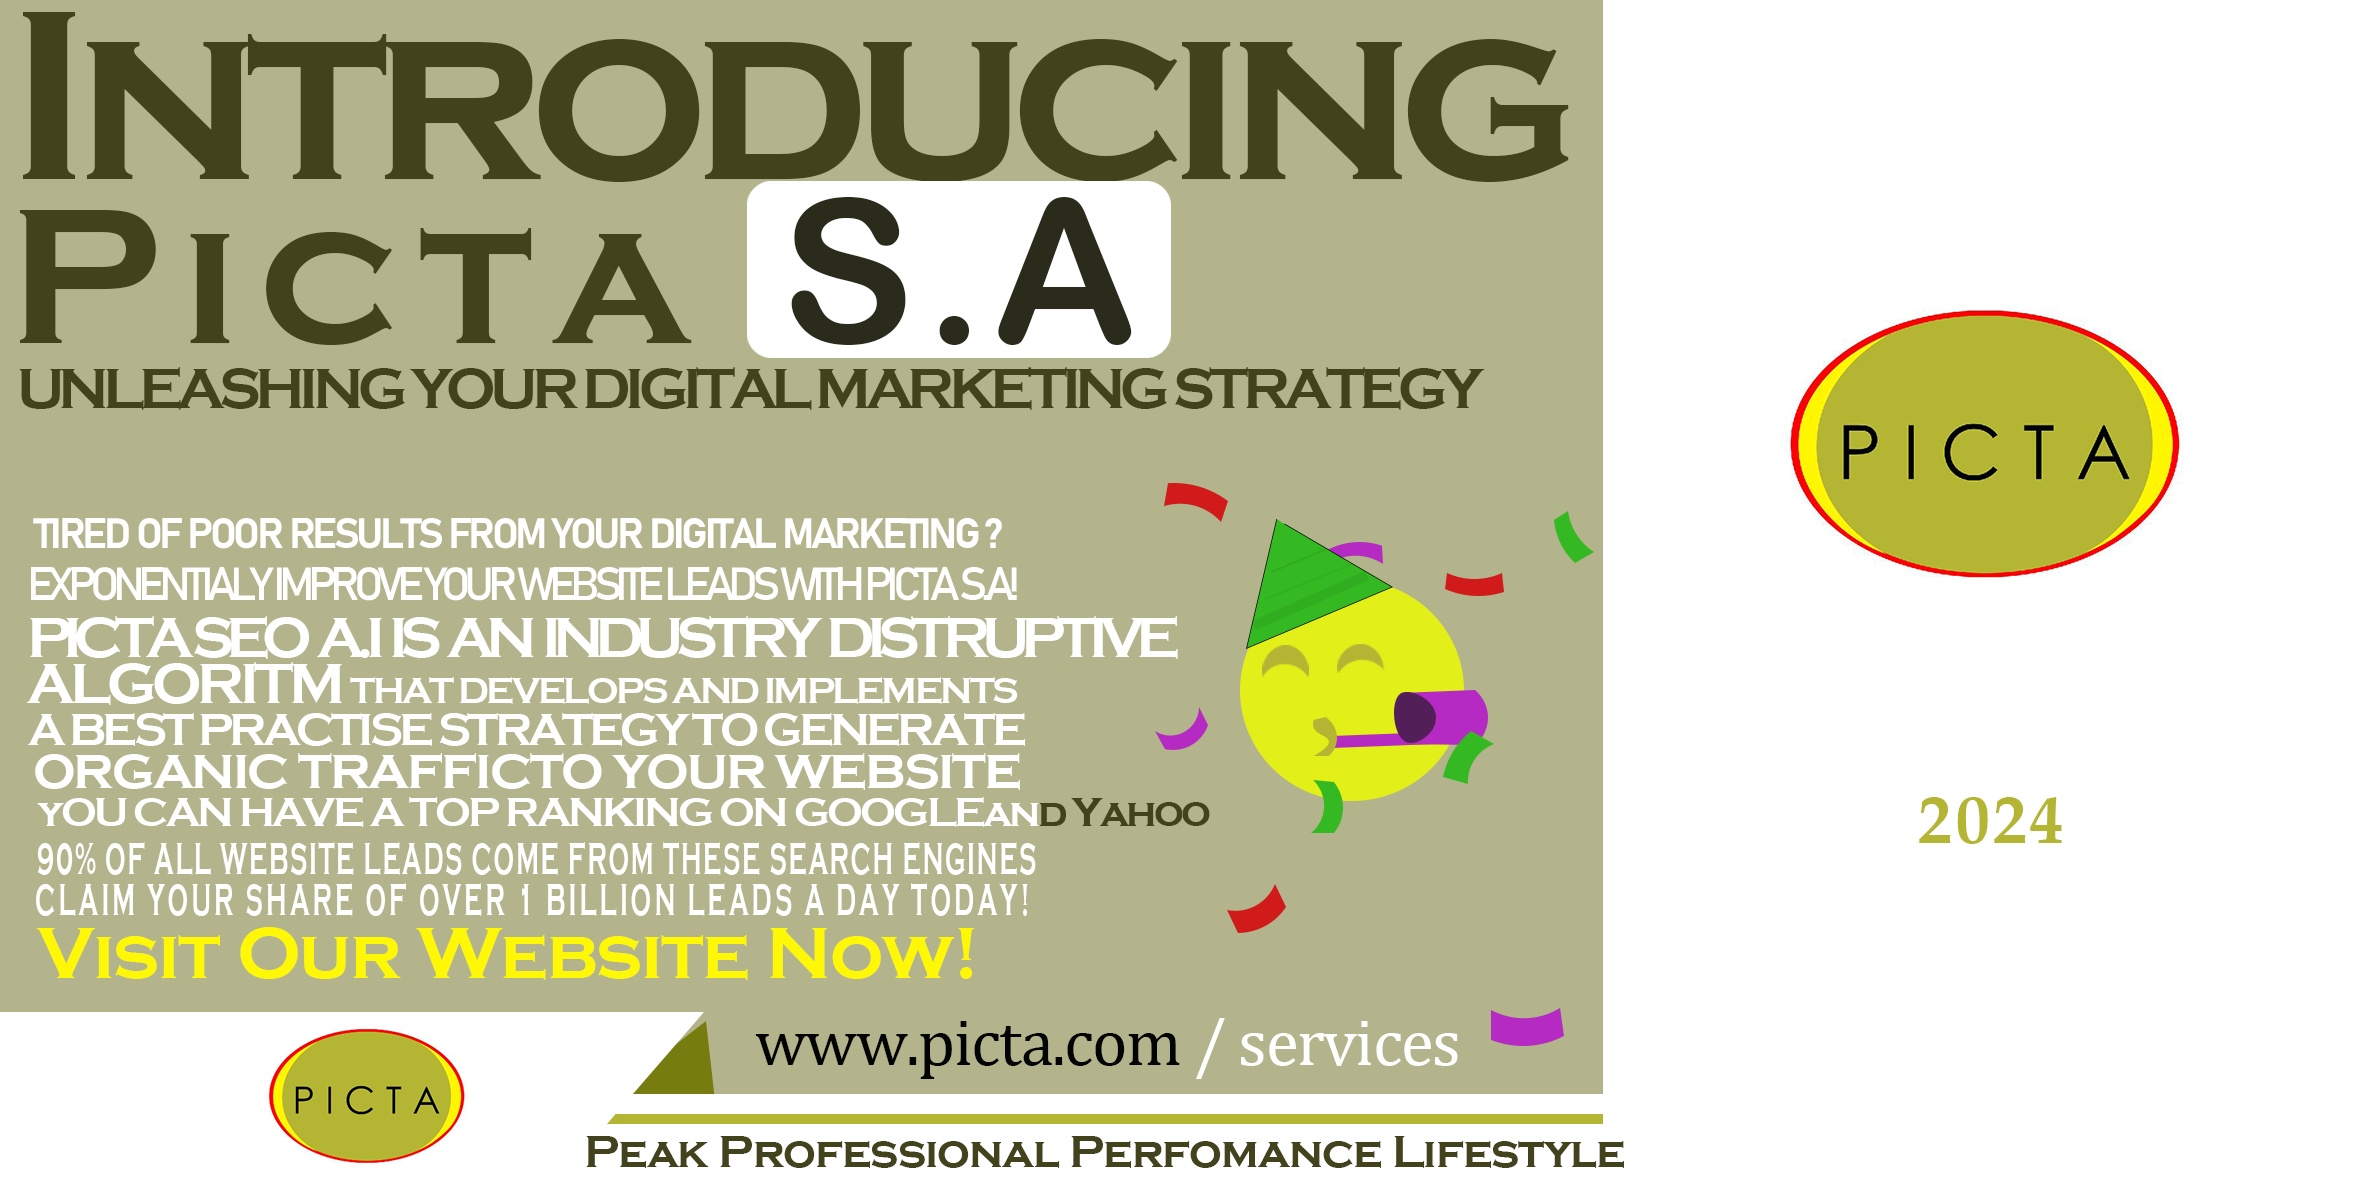 INTRODUCING
PICTA S.A
UNLEASHING YOUR DIGITAL MARKETING STRATEGY
TIRED OF POOR RESULTS FROM YOUR DIGITAL MARKETING ?
EXPONENTIALY IMPROVE YOUR WEBSITE LEADS WITH PICTA S.A!
PICTA SEO A.I IS AN INDUSTRY DISTRUPTIVE
ALGORITM THAT DEVELOPS AND IMPLEMENTS
A BEST PRACTISE STRATEGY TO GENERATE
ORGANIC TRAFFICTO YOUR WEBSITE
YOU CAN HAVE A TOP RANKING ON GOOGLEAND YAHOO
90% OF ALL WEBSITE LEADS COME FROM THESE SEARCH ENGINES
CLAIM YOUR SHARE OF OVER 1 BILLION LEADS A DAY TODAY!
VISIT OUR WEBSITE NOW!
www.picta.com / services
PICTA
PEAK PROFESSIONAL PERFOMANCE LIFESTYLE
PICTA
2024